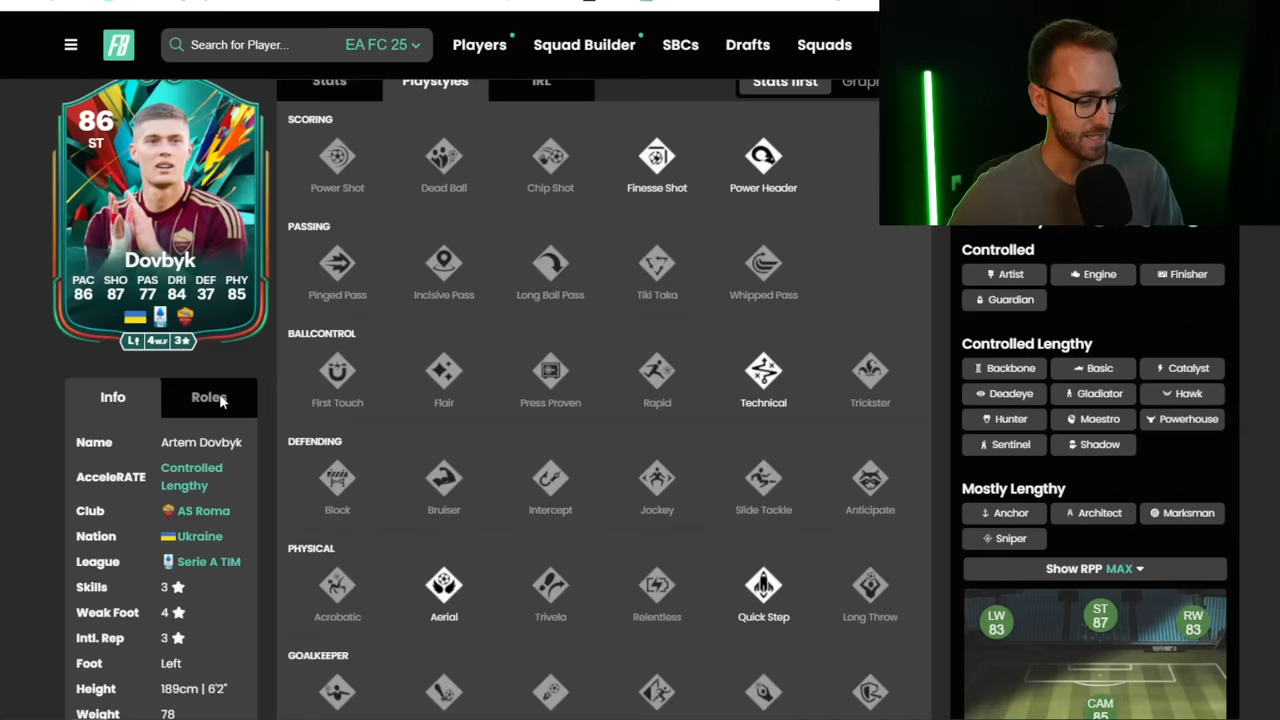 FB
Search for Player...
EA FC 25
Players
Squad Builder
SBCs
Drafts
Squads
86
ST
Dovbyk
PAC SHO PAS DRI DEF PHY
86 87 77 84 37 85
L 4 W.F 3★
Info
Roles
Name Artem Dovbyk
AcceleRATE Controlled
Lengthy
Club AS Roma
Nation Ukraine
League Serie A TIM
Skills 3 ★
Weak Foot 4 ★
Intl. Rep 3 ★
Foot Left
Height 189cm | 6'2"
Weight 78
Stats
Playstyles
IRL
Stats first
SCORING
Power Shot
Dead Ball
Chip Shot
Finesse Shot
Power Header
PASSING
Pinged Pass
Incisive Pass
Long Ball Pass
Tiki Taka
Whipped Pass
BALLCONTROL
First Touch
Flair
Press Proven
Rapid
Technical
Trickster
DEFENDING
Block
Bruiser
Intercept
Jockey
Slide Tackle
Anticipate
PHYSICAL
Acrobatic
Aerial
Trivela
Relentless
Quick Step
Long Throw
GOALKEEPER
Controlled
Artist
Engine
Finisher
Guardian
Controlled Lengthy
Backbone
Basic
Catalyst
Deadeye
Gladiator
Hawk
Hunter
Maestro
Powerhouse
Sentinel
Shadow
Mostly Lengthy
Anchor
Architect
Marksman
Sniper
Show RPP MAX
LW
83
ST
87
RW
83
CAM
85